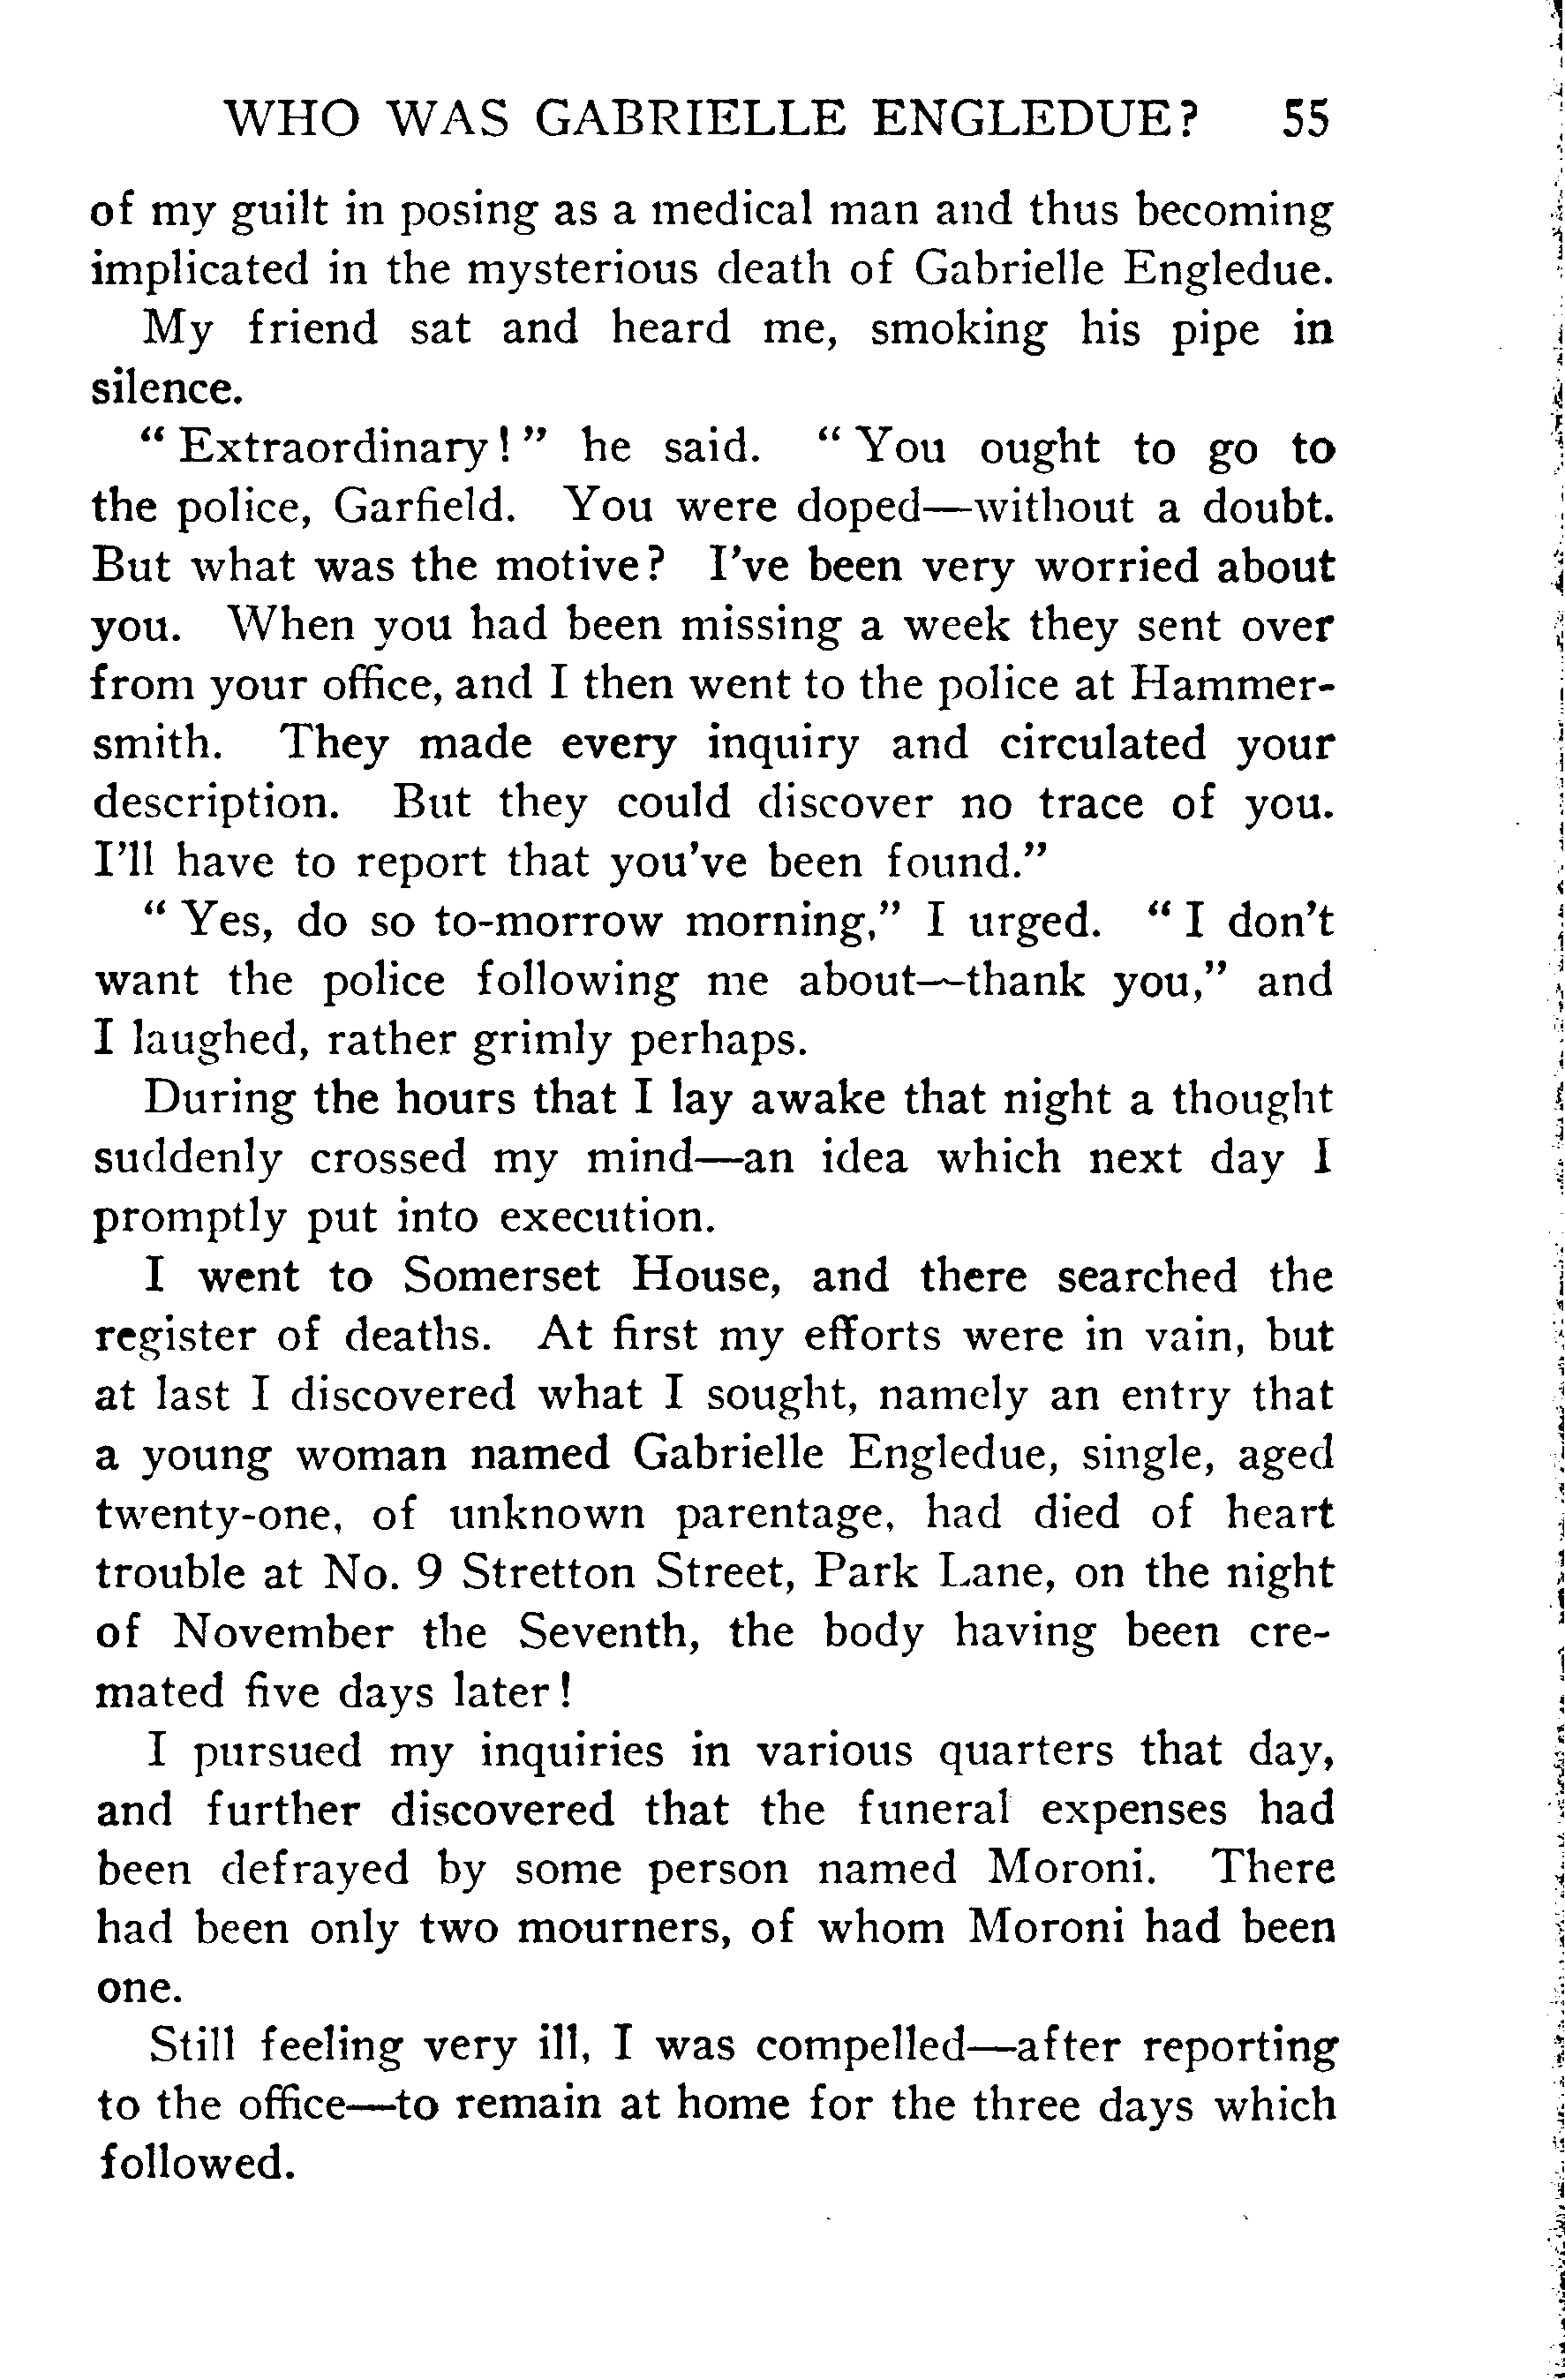 WHO WAS GABRIELLE ENGLEDUE? 55
of my guilt in posing as a medical man and thus becoming
implicated in the mysterious death of Gabrielle Engledue.
My friend sat and heard me, smoking his pipe in
silence.
“Extraordinary!” he said. “You ought to go to
the police, Garfield. You were doped—without a doubt.
But what was the motive? I've been very worried about
you. When you had been missing a week they sent over
from your office, and I then went to the police at Hammer-
smith. They made every inquiry and circulated your
description. But they could discover no trace of you.
I'll have to report that you've been found.”
“Yes, do so to-morrow morning,” I urged. “I don't
want the police following me about—thank you,” and
I laughed, rather grimly perhaps.
During the hours that I lay awake that night a thought
suddenly crossed my mind—an idea which next day I
promptly put into execution.
I went to Somerset House, and there searched the
register of deaths. At first my efforts were in vain, but
at last I discovered what I sought, namely an entry that
a young woman named Gabrielle Engledue, single, aged
twenty-one, of unknown parentage, had died of heart
trouble at No. 9 Stretton Street, Park Lane, on the night
of November the Seventh, the body having been cre-
mated five days later!
I pursued my inquiries in various quarters that day,
and further discovered that the funeral expenses had
been defrayed by some person named Moroni. There
had been only two mourners, of whom Moroni had been
one.
Still feeling very ill, I was compelled—after reporting
to the office—to remain at home for the three days which
followed.